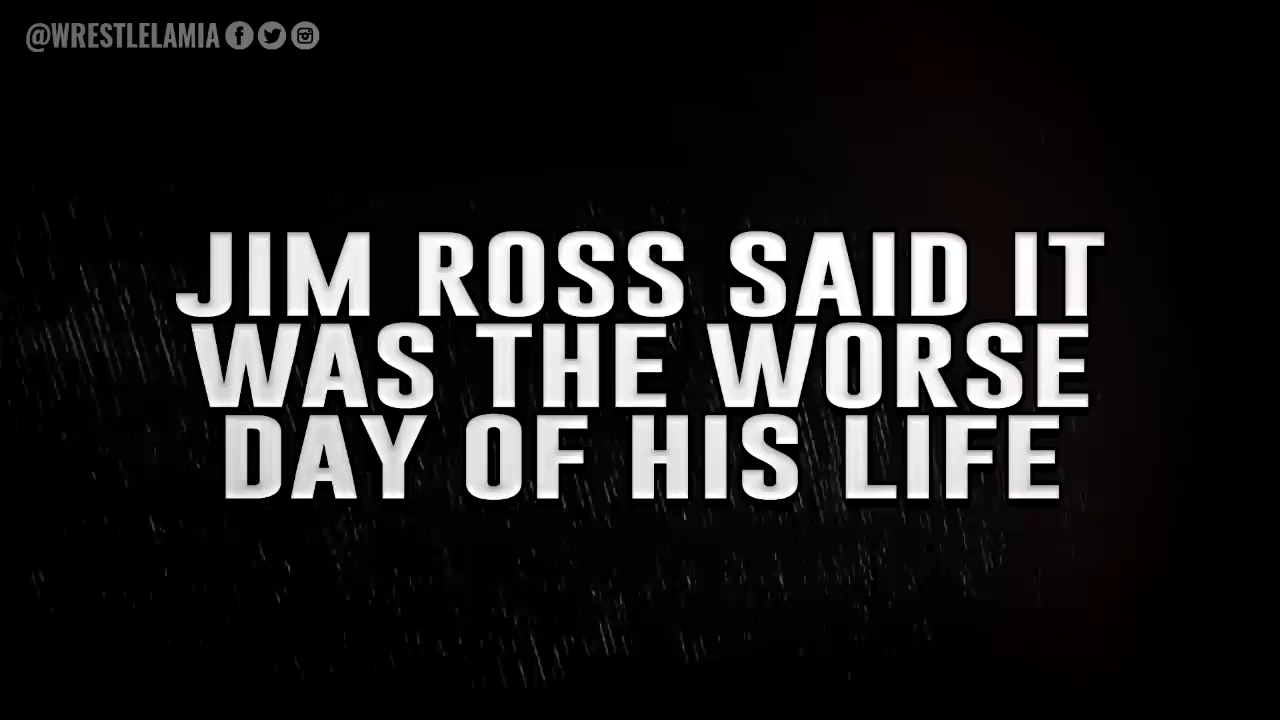 @WRESTLELAMIA
JIM ROSS SAID IT
WAS THE WORSE
DAY OF HIS LIFE